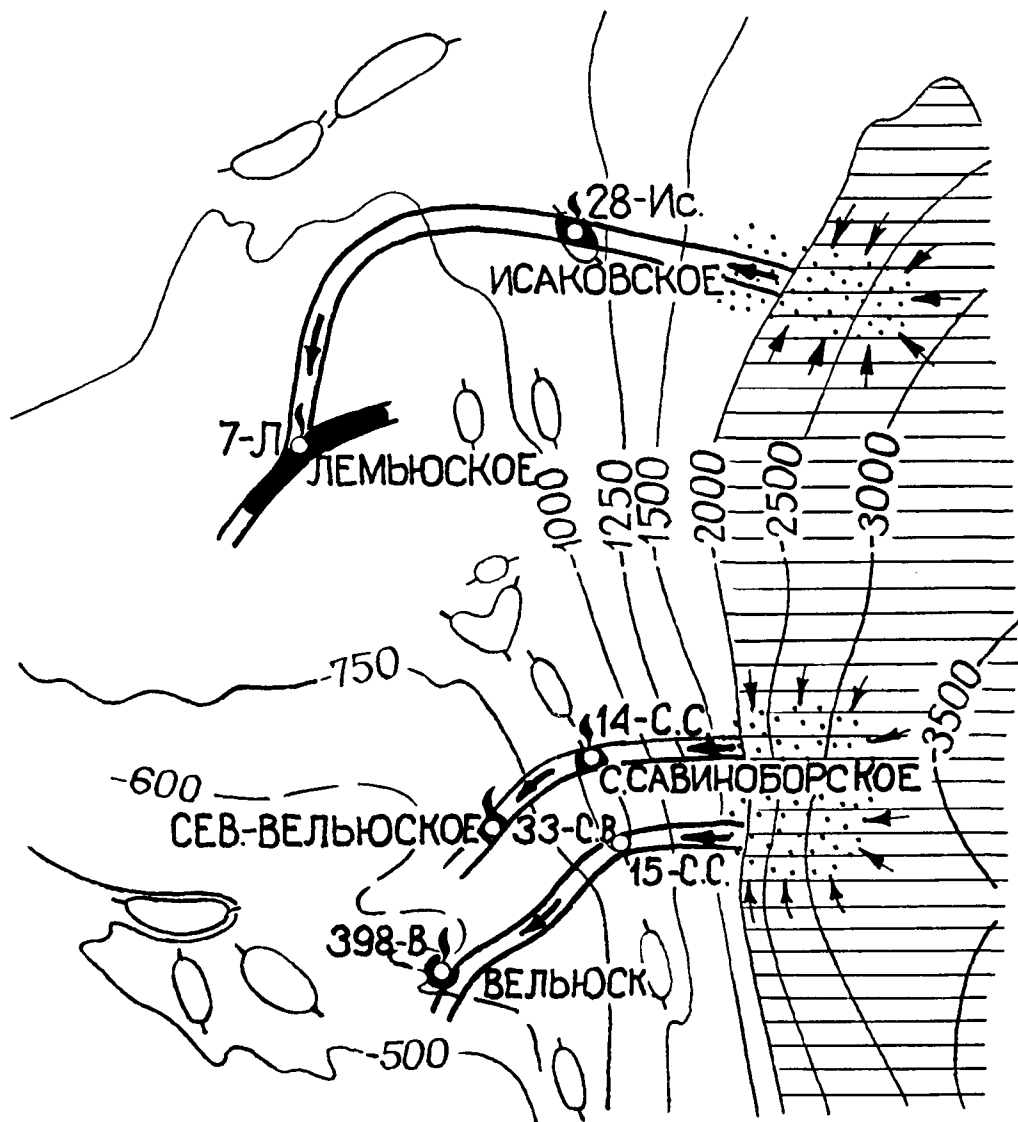 28-Ис.
ИСАКОВСКОЕ
7-Л
ЛЕМЬЮСКОЕ
1000
-1250
-1500
-2000
-2500
-3000
-750
-3500
14-С.С
-600
С.САВИНОБОРСКОЕ
СЕВ.-ВЕЛЬЮСКОЕ
33-С.В
15-С.С.
398-В
ВЕЛЬЮСК
-500